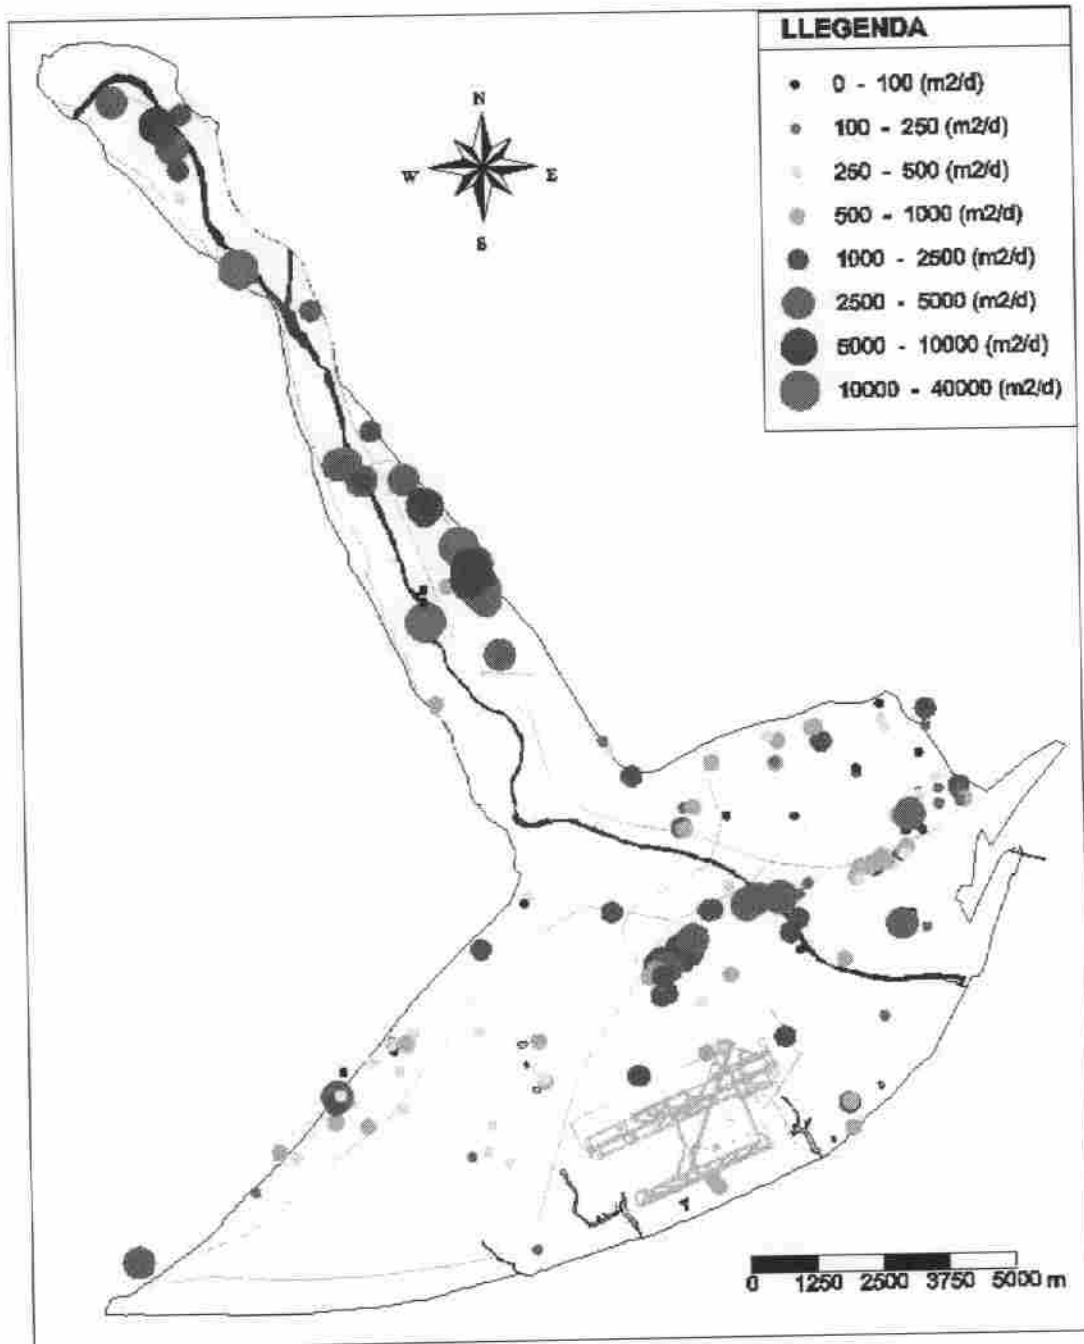 LLEGENDA
0 - 100 (m2/d)
100 - 250 (m2/d)
250 - 500 (m2/d)
500 - 1000 (m2/d)
1000 - 2500 (m2/d)
2500 - 5000 (m2/d)
5000 - 10000 (m2/d)
10000 - 40000 (m2/d)
N
W E
S
0 1250 2500 3750 5000 m